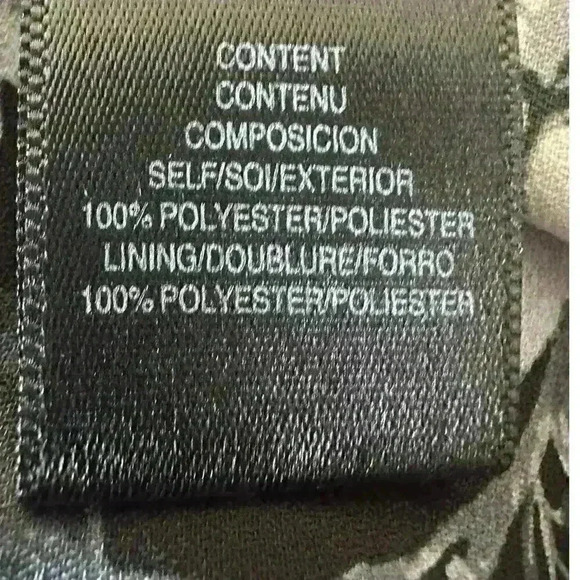 CONTENT
CONTENU
COMPOSICION
SELF/SOI/EXTERIOR
100% POLYESTER/POLIESTER
LINING/DOUBLURE/FORRO
100% POLYESTER/POLIESTER